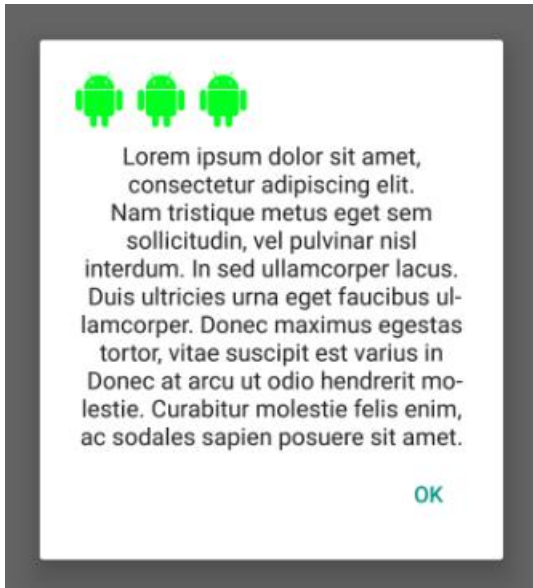 Lorem ipsum dolor sit amet,
consectetur adipiscing elit.
Nam tristique metus eget sem
sollicitudin, vel pulvinar nisl
interdum. In sed ullamcorper lacus.
Duis ultricies urna eget faucibus ul-
lamcorper. Donec maximus egestas
tortor, vitae suscipit est varius in
Donec at arcu ut odio hendrerit mo-
lestie. Curabitur molestie felis enim,
ac sodales sapien posuere sit amet.
OK